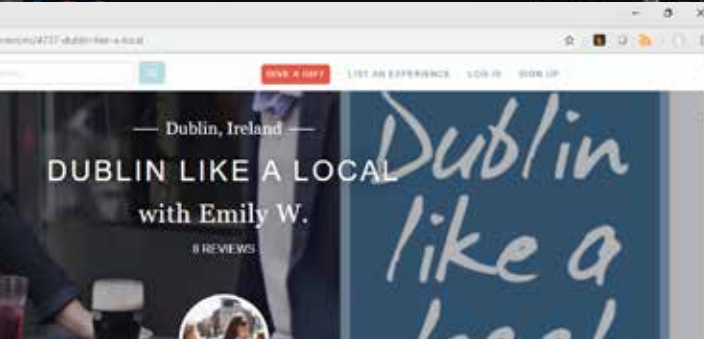 GIVE A GIFT LIST AN EXPERIENCE LOG IN SIGN UP
Dublin, Ireland
DUBLIN LIKE A LOCAL
with Emily W.
8 REVIEWS
Dublin
like a
local